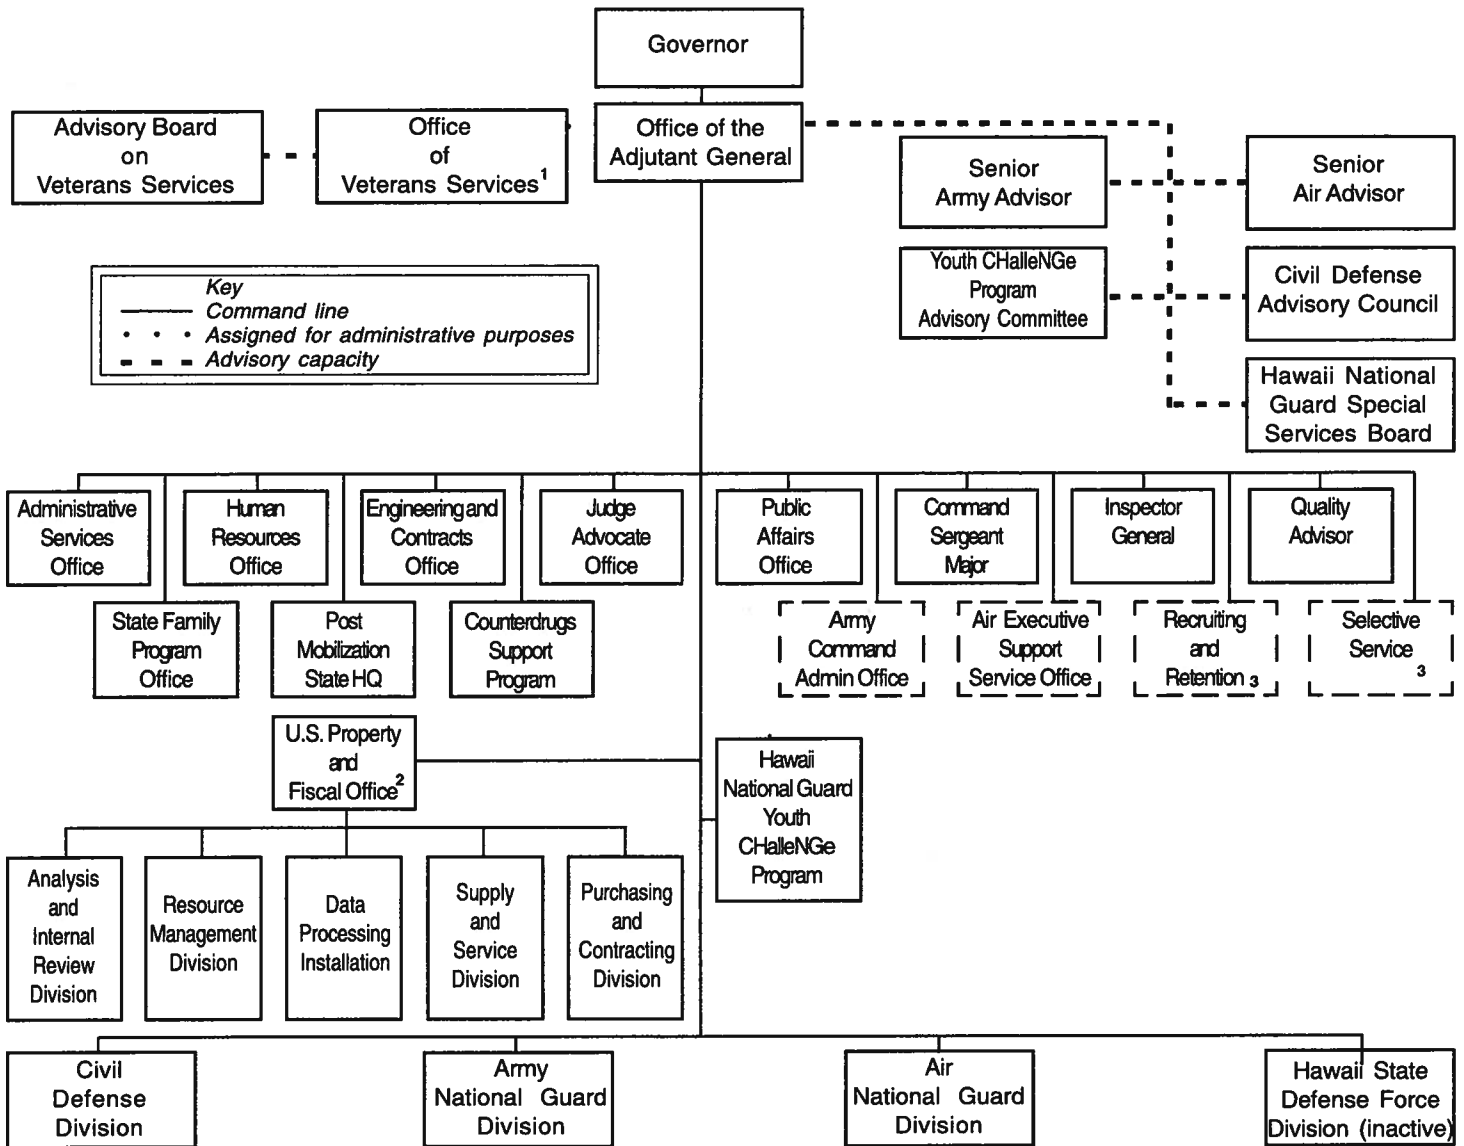 Governor
Office of the
Adjutant General
Advisory Board
on
Veterans Services
Office
of
Veterans Services1
Senior
Army Advisor
Senior
Air Advisor
Youth CHalleNGe
Program
Advisory Committee
Civil Defense
Advisory Council
Hawaii National
Guard Special
Services Board
Key
Command line
Assigned for administrative purposes
Advisory capacity
Administrative
Services
Office
Human
Resources
Office
Engineering and
Contracts
Office
Judge
Advocate
Office
Public
Affairs
Office
Command
Sergeant
Major
Inspector
General
Quality
Advisor
State Family
Program
Office
Post
Mobilization
State HQ
Counterdrugs
Support
Program
Army
Command
Admin Office
Air Executive
Support
Service Office
Recruiting
and
Retention 3
Selective
Service
3
U.S. Property
and
Fiscal Office2
Hawaii
National Guard
Youth
CHalleNGe
Program
Analysis
and
Internal
Review
Division
Resource
Management
Division
Data
Processing
Installation
Supply
and
Service
Division
Purchasing
and
Contracting
Division
Civil
Defense
Division
Army
National Guard
Division
Air
National Guard
Division
Hawaii State
Defense Force
Division (inactive)